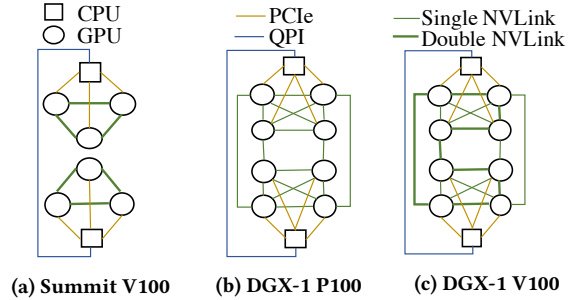 CPU
GPU
PCIe
QPI
Single NVLink
Double NVLink
(a) Summit V100
(b) DGX-1 P100
(c) DGX-1 V100